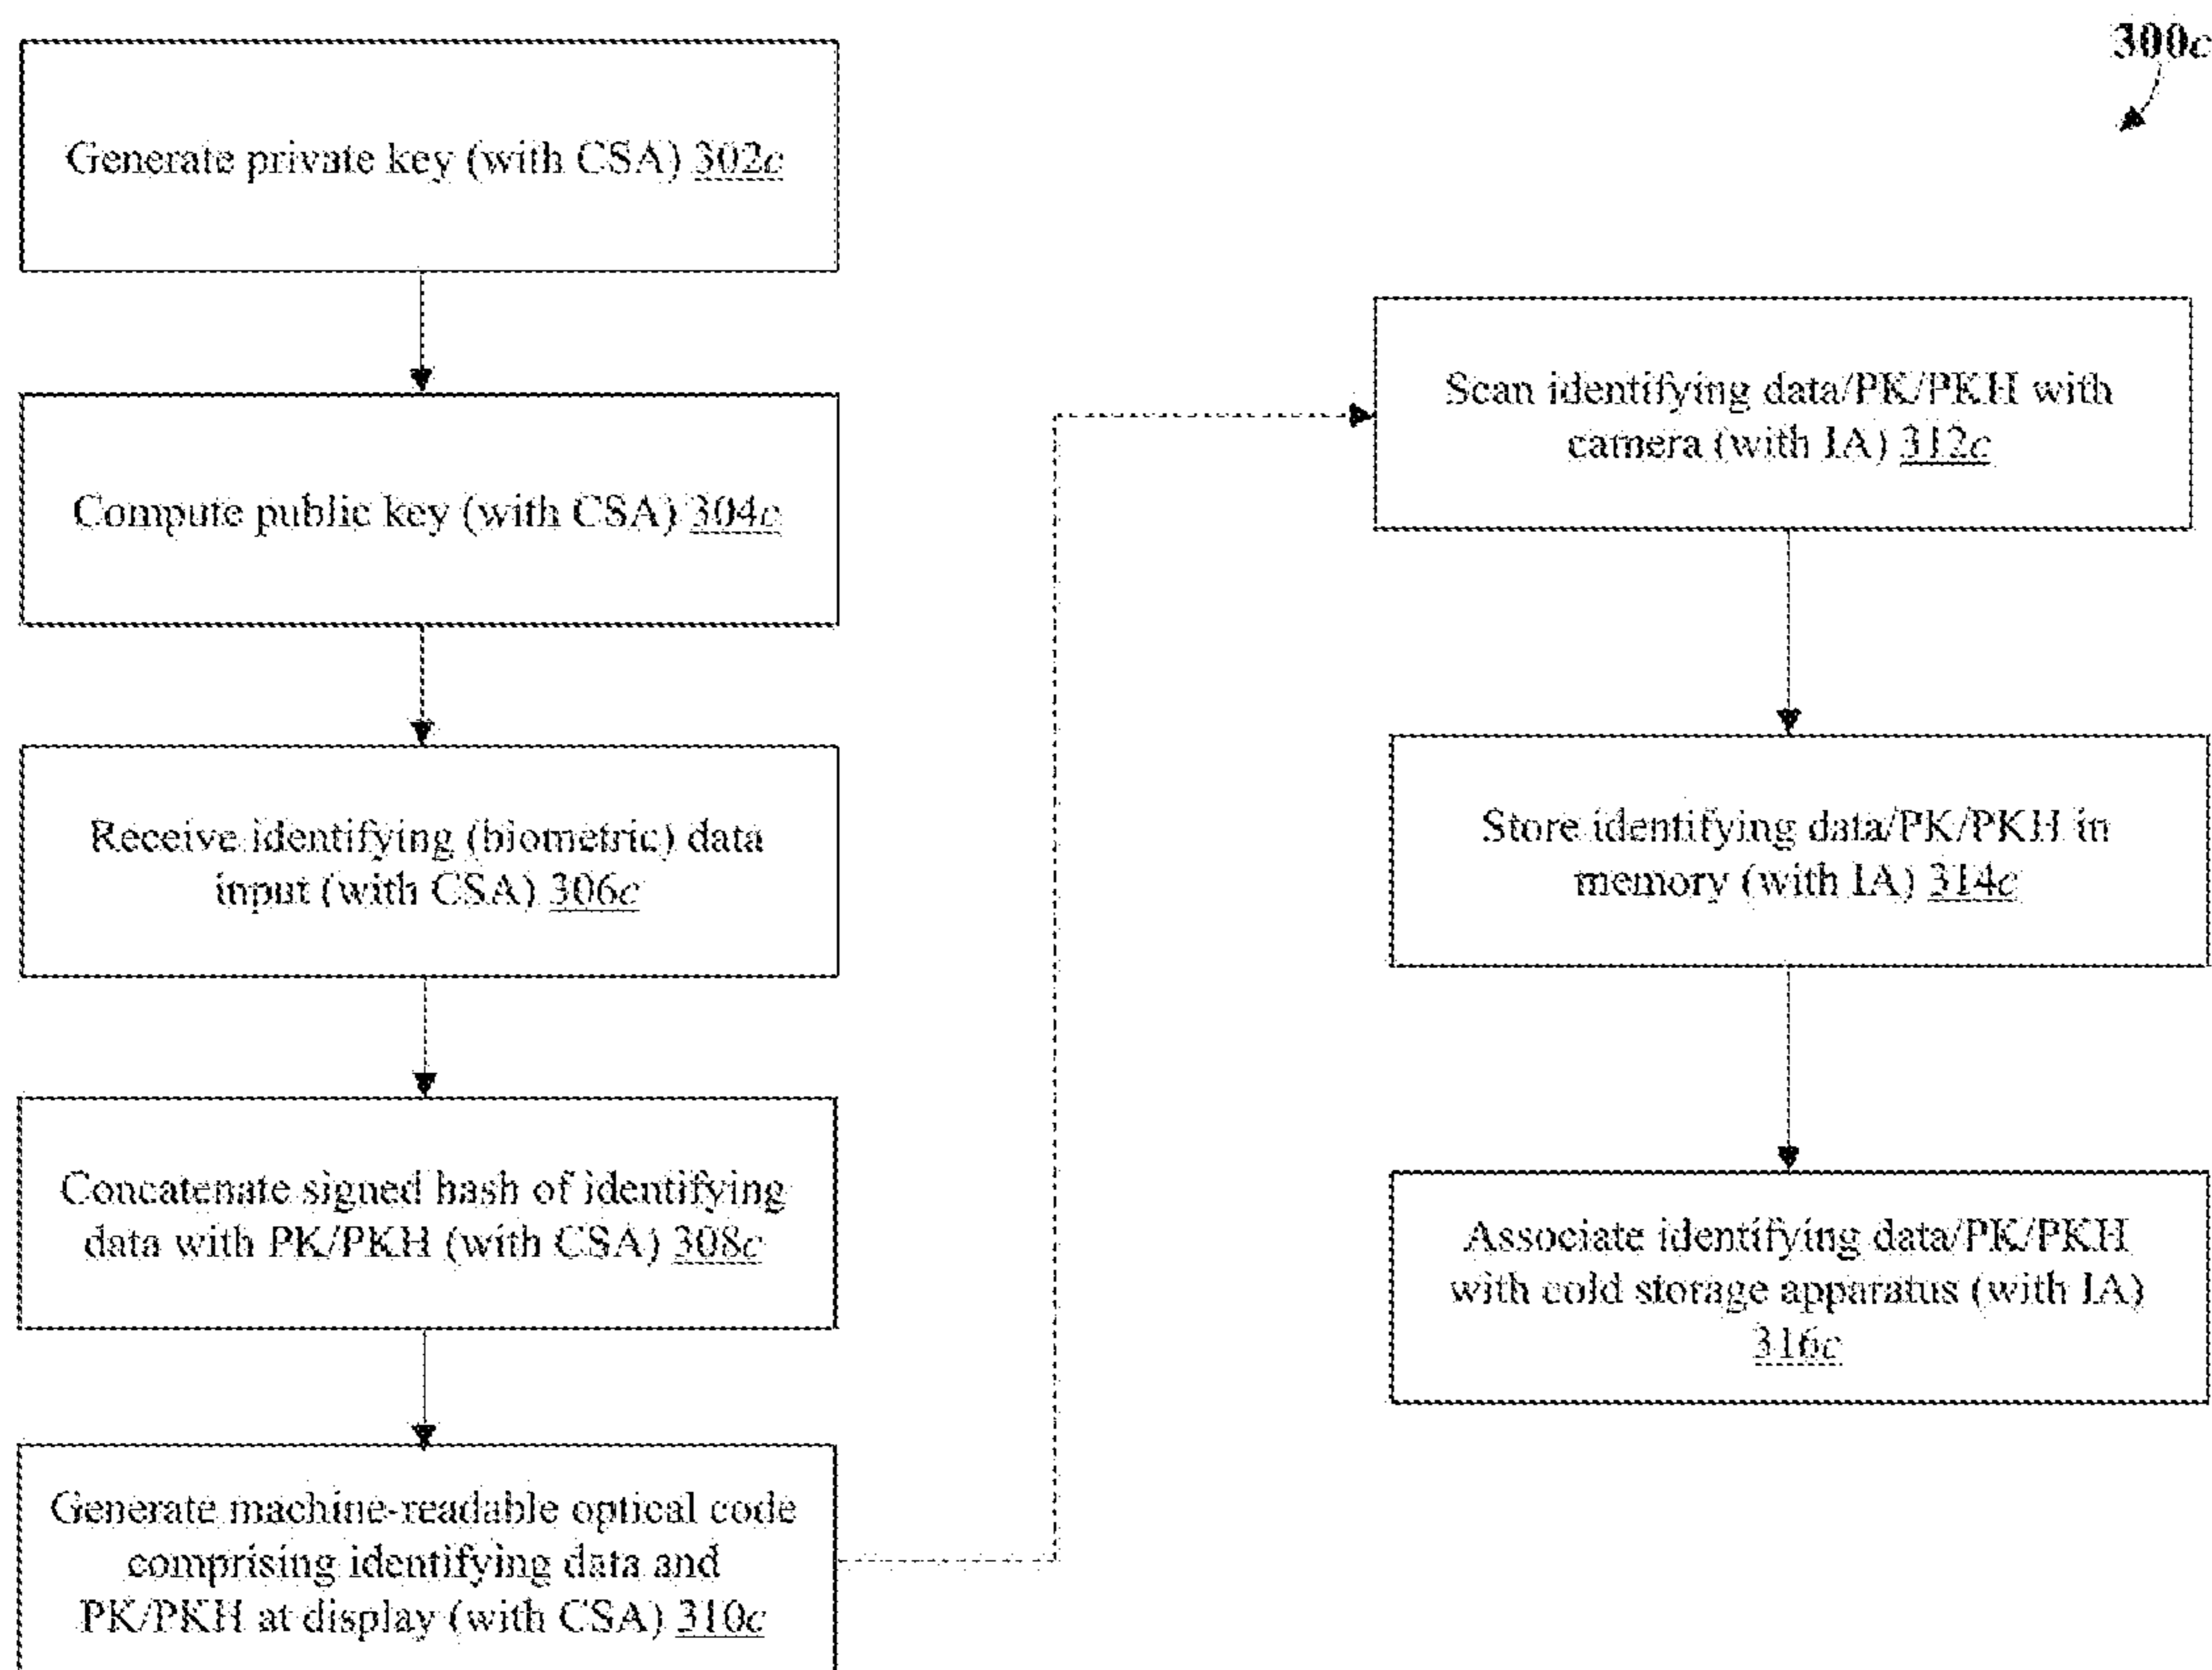 300c
Generate private key (with CSA) 302c
Compute public key (with CSA) 304c
Receive identifying (biometric) data
input (with CSA) 306c
Concatenate signed hash of identifying
data with PK/PKH (with CSA) 308c
Generate machine-readable optical code
comprising identifying data and
PK/PKH at display (with CSA) 310c
Scan identifying data/PK/PKH with
camera (with IA) 312c
Store identifying data/PK/PKH in
memory (with IA) 314c
Associate identifying data/PK/PKH
with cold storage apparatus (with IA)
316c